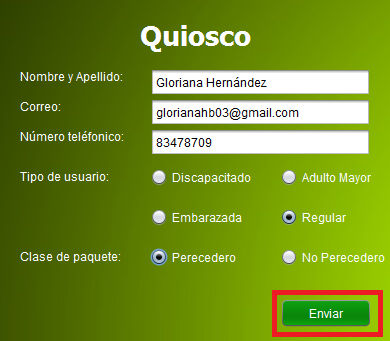 Quiosco
Nombre y Apellido: Gloriana Hernández
Correo: glorianahb03@gmail.com
Número teléfonico: 83478709
Tipo de usuario: Discapacitado Adulto Mayor
Embarazada Regular
Clase de paquete: Perecedero No Perecedero
Enviar